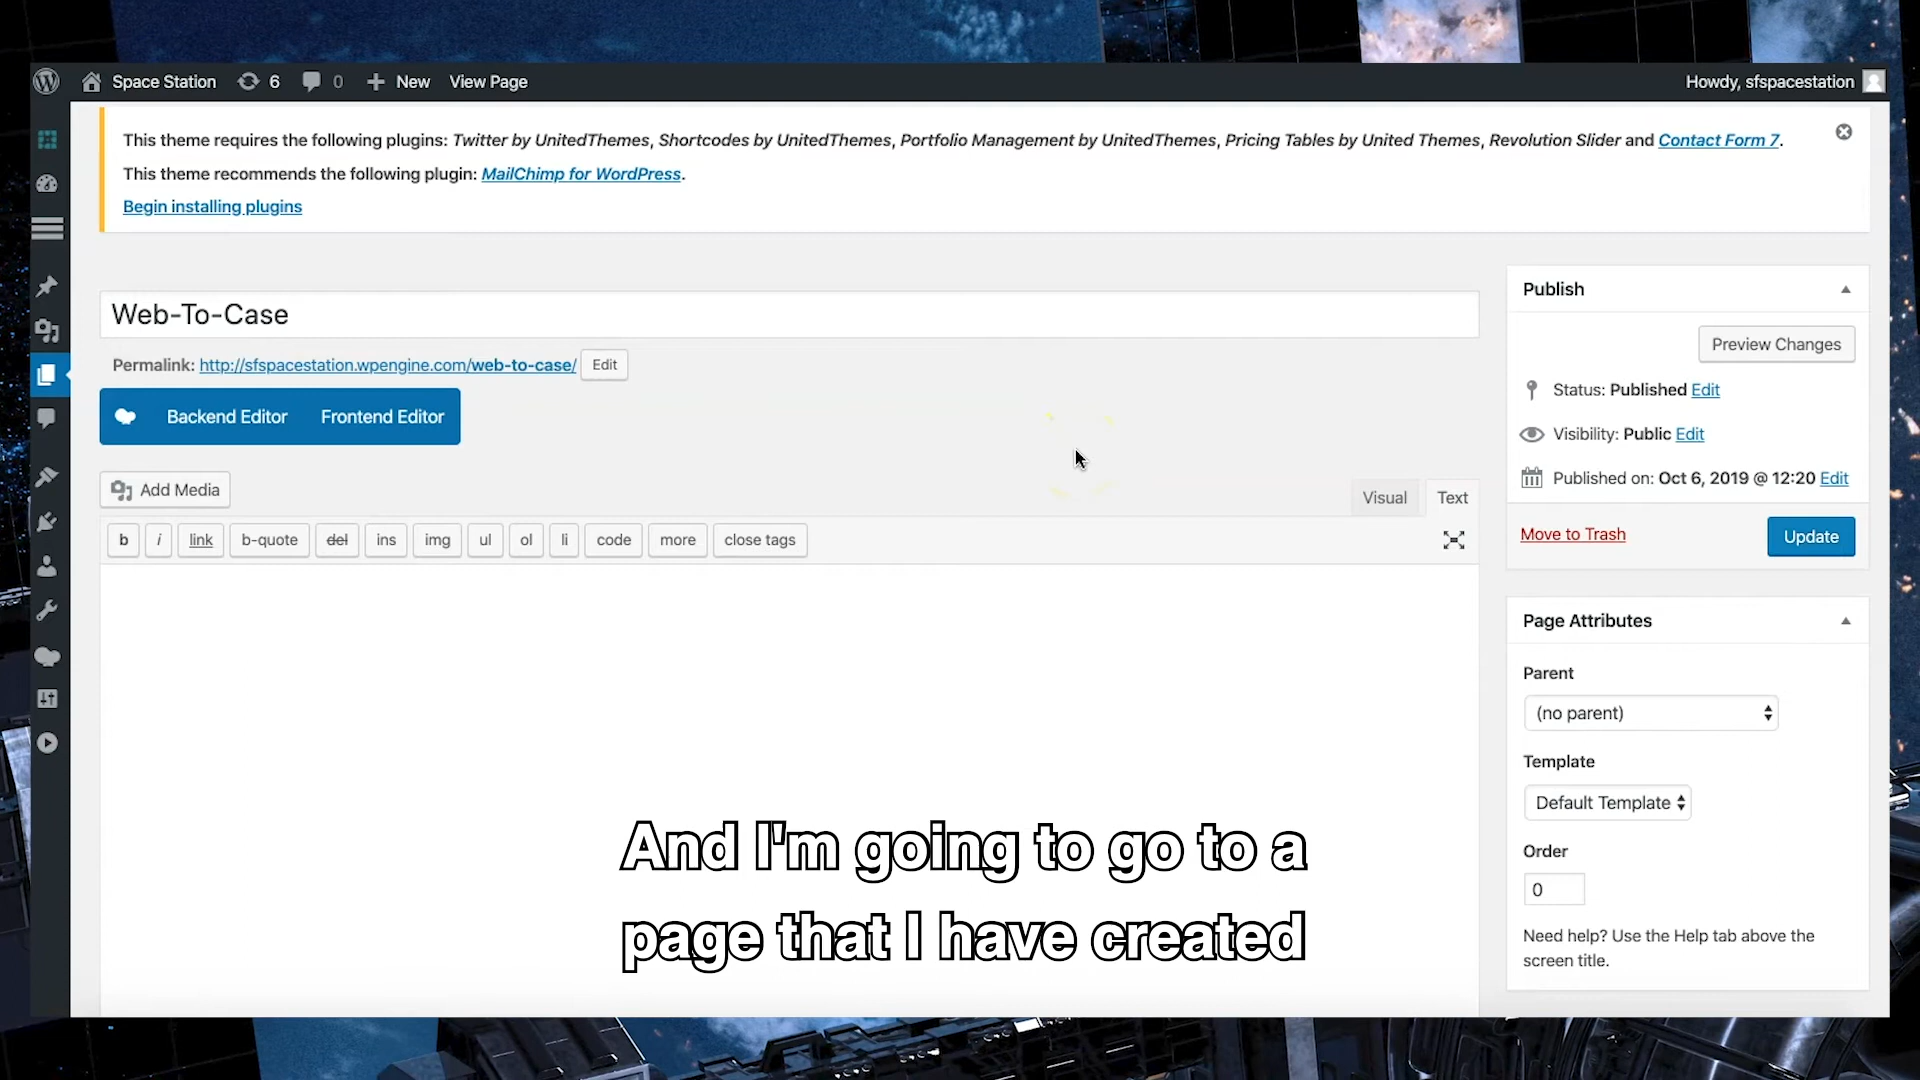 Space Station 6 0 New View Page Howdy, sfspacestation
This theme requires the following plugins: Twitter by UnitedThemes, Shortcodes by UnitedThemes, Portfolio Management by UnitedThemes, Pricing Tables by United Themes, Revolution Slider and Contact Form 7.
This theme recommends the following plugin: MailChimp for WordPress.
Begin installing plugins
Web-To-Case
Permalink: http://sfspacestation.wpengine.com/web-to-case/ Edit
Backend Editor Frontend Editor
Add Media
Visual Text
b i link b-quote del ins img ul ol li code more close tags
Publish
Preview Changes
Status: Published Edit
Visibility: Public Edit
Published on: Oct 6, 2019 @ 12:20 Edit
Move to Trash Update
Page Attributes
Parent
(no parent)
Template
Default Template
Order
0
Need help? Use the Help tab above the
screen title.
And I'm going to go to a
page that I have created